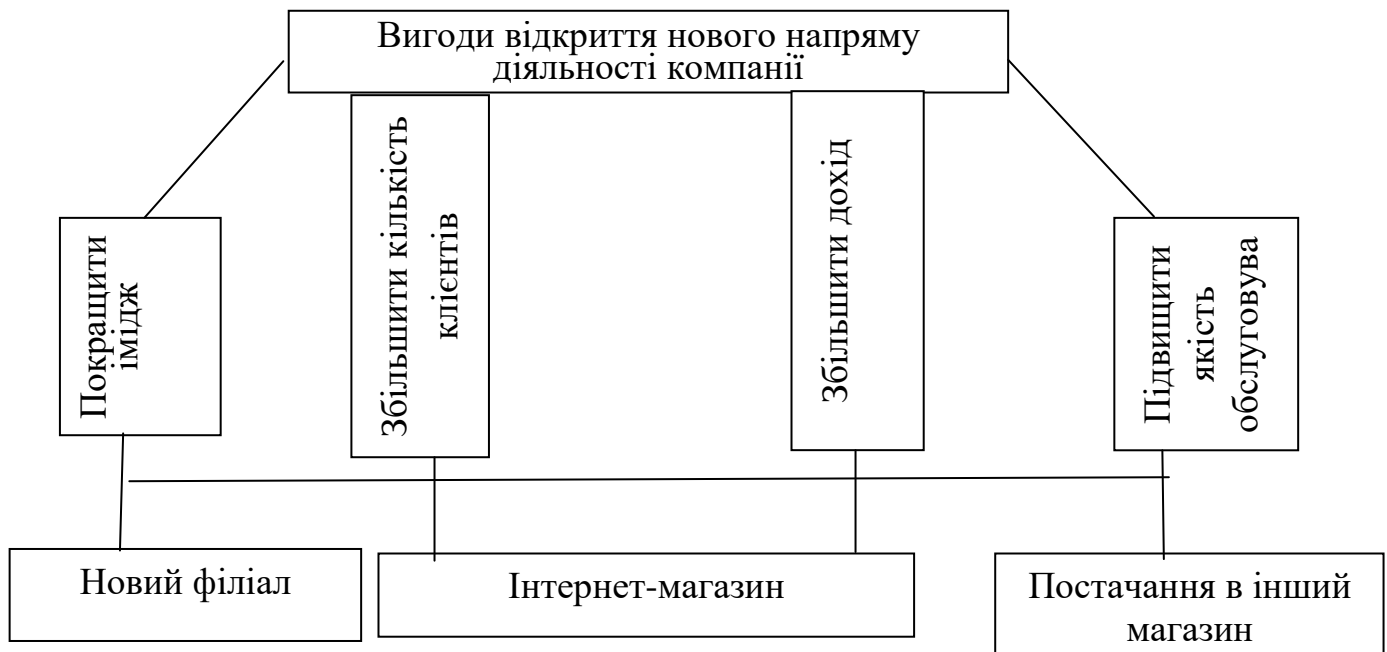 Вигоди відкриття нового напряму
діяльності компанії
Покращити
імідж
Збільшити кількість
клієнтів
Збільшити дохід
Підвищити
якість
обслуговува
Новий філіал
Інтернет-магазин
Постачання в інший
магазин